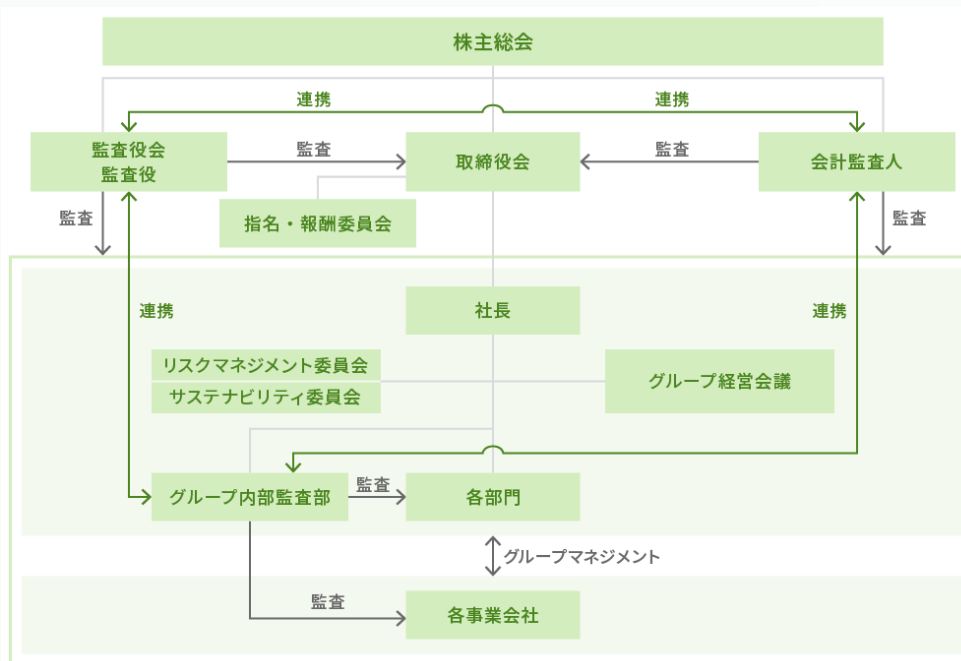 株主総会
連携
連携
監査役会
監査役
監査
取締役会
監査
会計監査人
監査
指名・報酬委員会
監査
連携
社長
連携
リスクマネジメント委員会
サステナビリティ委員会
グループ経営会議
グループ内部監査部
監査
各部門
グループマネジメント
監査
各事業会社